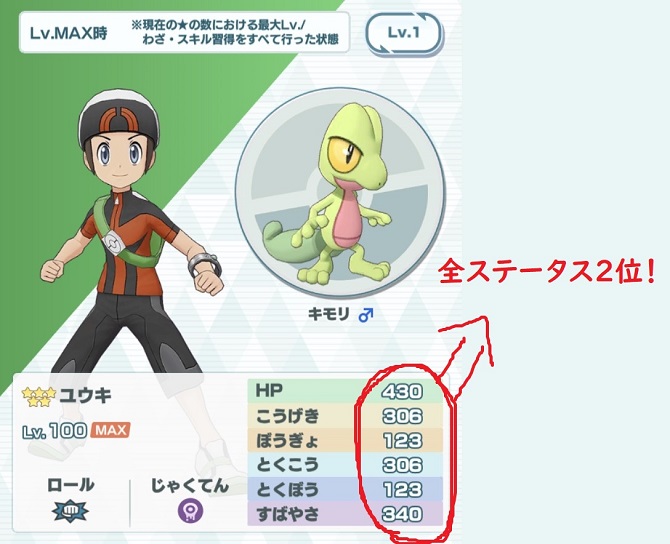 Lv.MAX時
※現在の★の数における最大Lv./
わざ・スキル習得をすべて行った状態
Lv.1
全ステータス2位!
キモリ ♂
ユウキ
Lv.100 MAX
ロール
じゃくてん
HP 430
こうげき 306
ぼうぎょ 123
とくこう 306
とくぼう 123
すばやさ 340